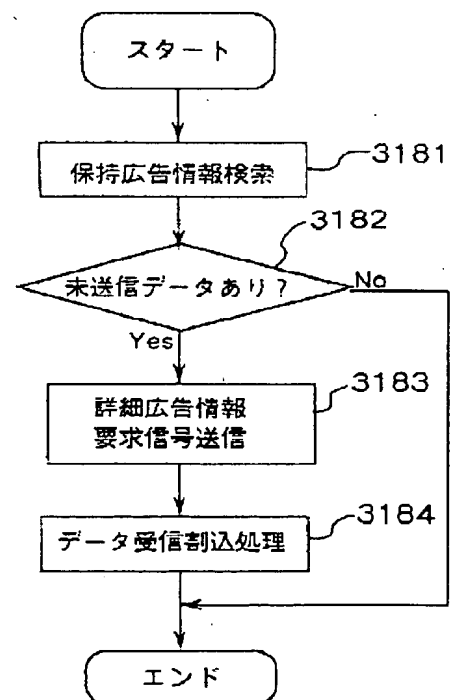 スタート
3181
保持広告情報検索
3182
未送信データあり？
No
Yes
3183
詳細広告情報
要求信号送信
3184
データ受信割込処理
エンド